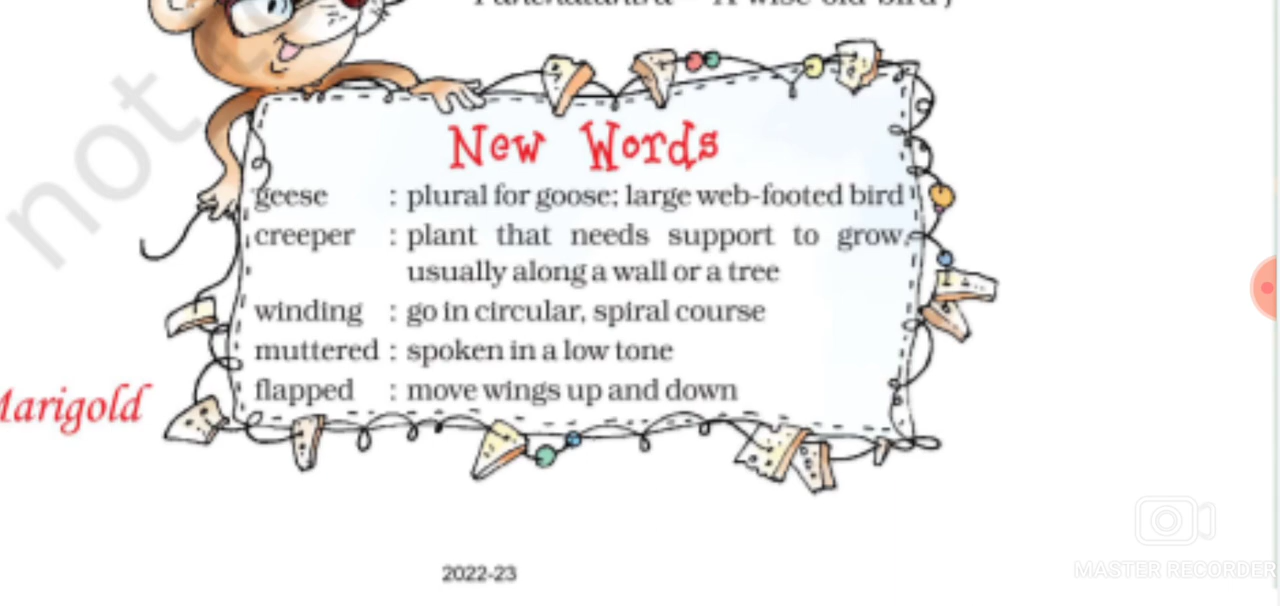 New Words
geese : plural for goose; large web-footed bird
creeper : plant that needs support to grow,
usually along a wall or a tree
winding : go in circular, spiral course
muttered : spoken in a low tone
flapped : move wings up and down
Marigold
2022-23
not
MASTER RECORDER